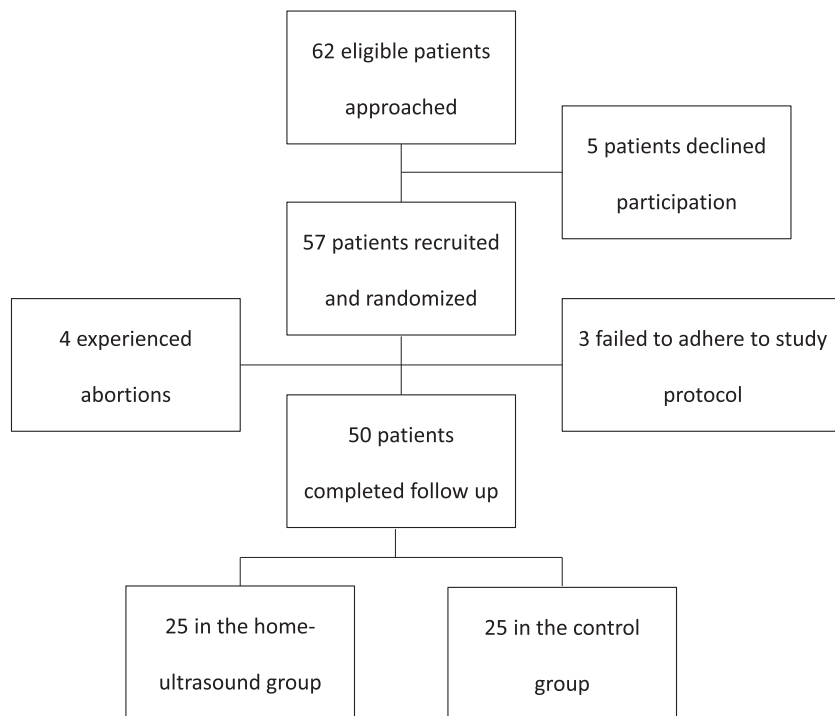 62 eligible patients
approached
5 patients declined
participation
57 patients recruited
and randomized
4 experienced
abortions
3 failed to adhere to study
protocol
50 patients
completed follow up
25 in the home-
ultrasound group
25 in the control
group